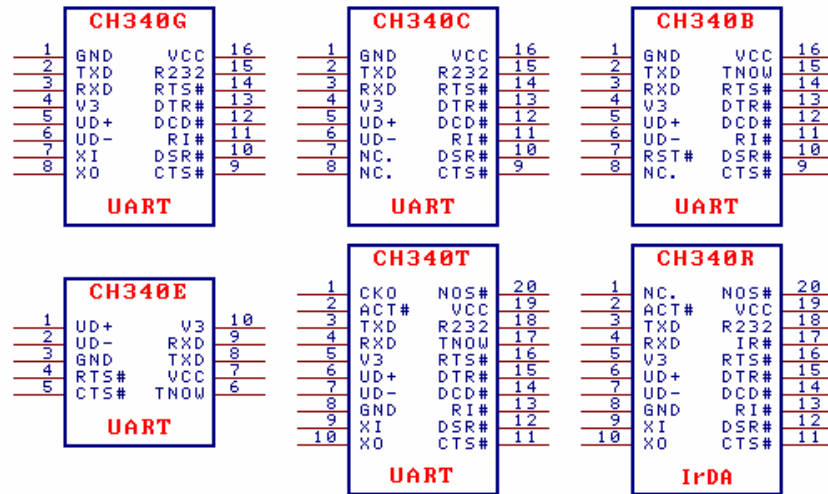 CH340G
1 GND VCC 16
2 TXD R232 15
3 RXD RTS# 14
4 V3 DTR# 13
5 UD+ DCD# 12
6 UD- RI# 11
7 XI DSR# 10
8 XO CTS# 9
UART
CH340C
1 GND VCC 16
2 TXD R232 15
3 RXD RTS# 14
4 V3 DTR# 13
5 UD+ DCD# 12
6 UD- RI# 11
7 NC. DSR# 10
8 NC. CTS# 9
UART
CH340B
1 GND VCC 16
2 TXD TNOW 15
3 RXD RTS# 14
4 V3 DTR# 13
5 UD+ DCD# 12
6 UD- RI# 11
7 RST# DSR# 10
8 NC. CTS# 9
UART
CH340E
1 UD+ V3 10
2 UD- RXD 9
3 GND TXD 8
4 RTS# VCC 7
5 CTS# TNOW 6
UART
CH340T
1 CKO NOS# 20
2 ACT# VCC 19
3 TXD R232 18
4 RXD TNOW 17
5 V3 RTS# 16
6 UD+ DTR# 15
7 UD- DCD# 14
8 GND RI# 13
9 XI DSR# 12
10 XO CTS# 11
UART
CH340R
1 NC. NOS# 20
2 ACT# VCC 19
3 TXD R232 18
4 RXD IR# 17
5 V3 RTS# 16
6 UD+ DTR# 15
7 UD- DCD# 14
8 GND RI# 13
9 XI DSR# 12
10 XO CTS# 11
IrDA